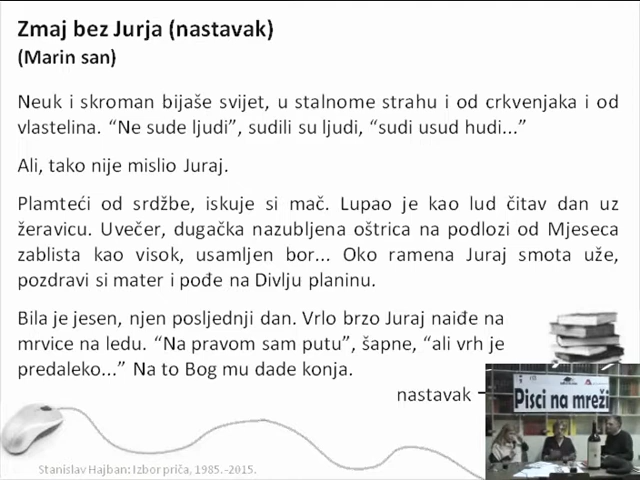 Zmaj bez Jurja (nastavak)
(Marin san)
Neuk i skroman bijaše svijet, u stalnome strahu i od crkvenjaka i od
vlastelina. “Ne sude ljudi”, sudili su ljudi, “sudi usud hudi...”
Ali, tako nije mislio Juraj.
Plamteći od srdžbe, iskuje si mač. Lupao je kao lud čitav dan uz
žeravicu. Uvečer, dugačka nazubljena oštrica na podlozi od Mjeseca
zablista kao visok, usamljen bor... Oko ramena Juraj smota uže,
pozdravi si mater i pođe na Divlju planinu.
Bila je jesen, njen posljednji dan. Vrlo brzo Juraj naiđe na
mrvice na ledu. “Na pravom sam putu”, šapne, “ali vrh je
predaleko...” Na to Bog mu dade konja.
nastavak
Pisci na mreži
Stanislav Hajban: Izbor priča, 1985.-2015.